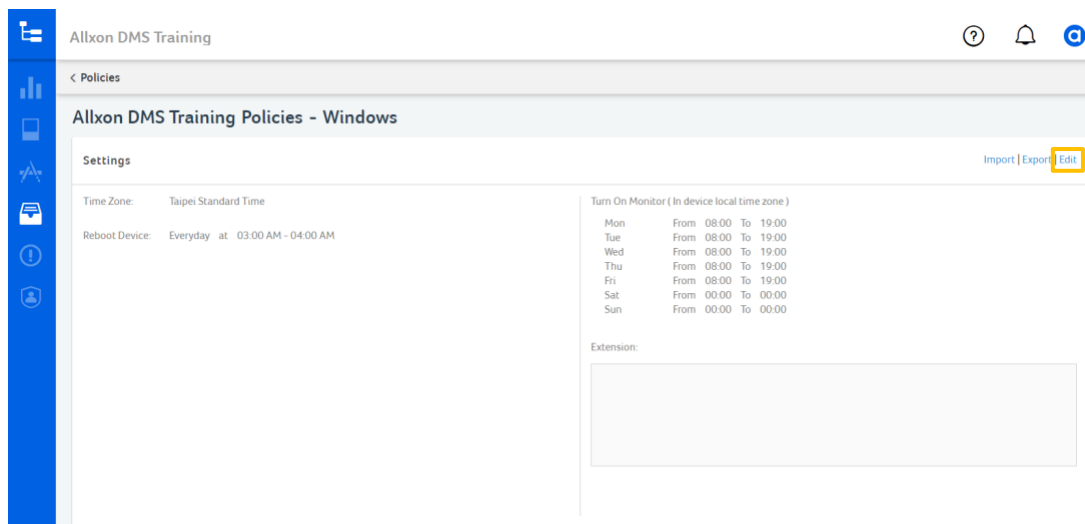 Allxon DMS Training
?
a
< Policies
Allxon DMS Training Policies - Windows
Settings
Import | Export | Edit
Time Zone: Taipei Standard Time
Reboot Device: Everyday at 03:00 AM - 04:00 AM
Turn On Monitor ( In device local time zone )
Mon From 08:00 To 19:00
Tue From 08:00 To 19:00
Wed From 08:00 To 19:00
Thu From 08:00 To 19:00
Fri From 08:00 To 19:00
Sat From 00:00 To 00:00
Sun From 00:00 To 00:00
Extension: